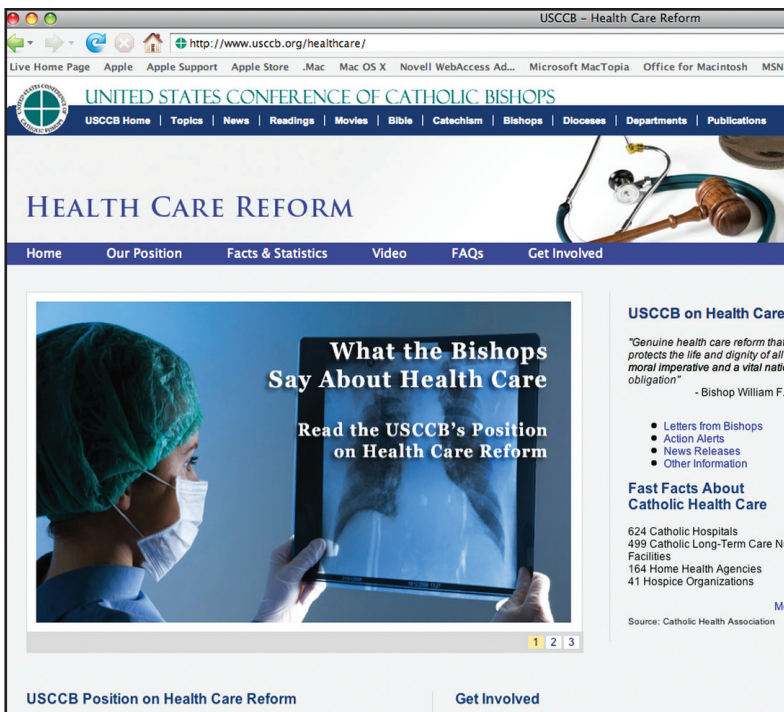 USCCB – Health Care Reform
http://www.usccb.org/healthcare/
Live Home Page Apple Apple Support Apple Store .Mac Mac OS X Novell WebAccess Ad... Microsoft MacTopia Office for Macintosh MSN
UNITED STATES CONFERENCE OF CATHOLIC BISHOPS
USCCB Home | Topics | News | Readings | Movies | Bible | Catechism | Bishops | Dioceses | Departments | Publications
HEALTH CARE REFORM
Home Our Position Facts & Statistics Video FAQs Get Involved
What the Bishops
Say About Health Care
Read the USCCB's Position
on Health Care Reform
1 2 3
USCCB on Health Care
"Genuine health care reform that
protects the life and dignity of all
moral imperative and a vital nati
obligation"
- Bishop William F.
Letters from Bishops
Action Alerts
News Releases
Other Information
Fast Facts About
Catholic Health Care
624 Catholic Hospitals
499 Catholic Long-Term Care N
Facilities
164 Home Health Agencies
41 Hospice Organizations
M
Source: Catholic Health Association
USCCB Position on Health Care Reform
Get Involved